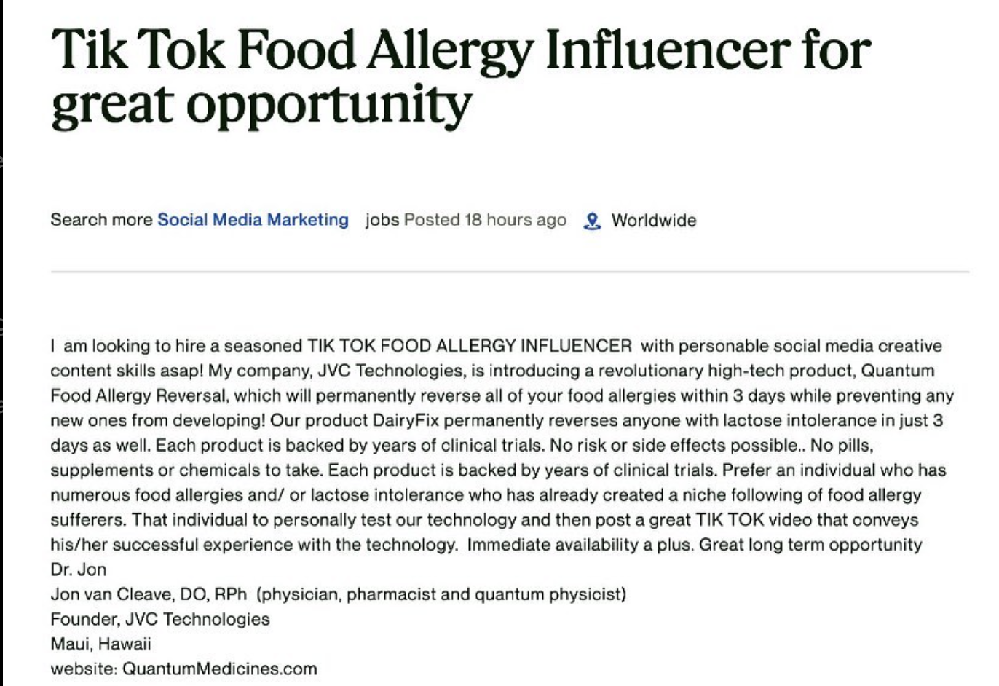 Tik Tok Food Allergy Influencer for
great opportunity
Search more Social Media Marketing jobs Posted 18 hours ago Worldwide
I am looking to hire a seasoned TIK TOK FOOD ALLERGY INFLUENCER with personable social media creative
content skills asap! My company, JVC Technologies, is introducing a revolutionary high-tech product, Quantum
Food Allergy Reversal, which will permanently reverse all of your food allergies within 3 days while preventing any
new ones from developing! Our product DairyFix permanently reverses anyone with lactose intolerance in just 3
days as well. Each product is backed by years of clinical trials. No risk or side effects possible.. No pills,
supplements or chemicals to take. Each product is backed by years of clinical trials. Prefer an individual who has
numerous food allergies and/ or lactose intolerance who has already created a niche following of food allergy
sufferers. That individual to personally test our technology and then post a great TIK TOK video that conveys
his/her successful experience with the technology. Immediate availability a plus. Great long term opportunity
Dr. Jon
Jon van Cleave, DO, RPh (physician, pharmacist and quantum physicist)
Founder, JVC Technologies
Maui, Hawaii
website: QuantumMedicines.com